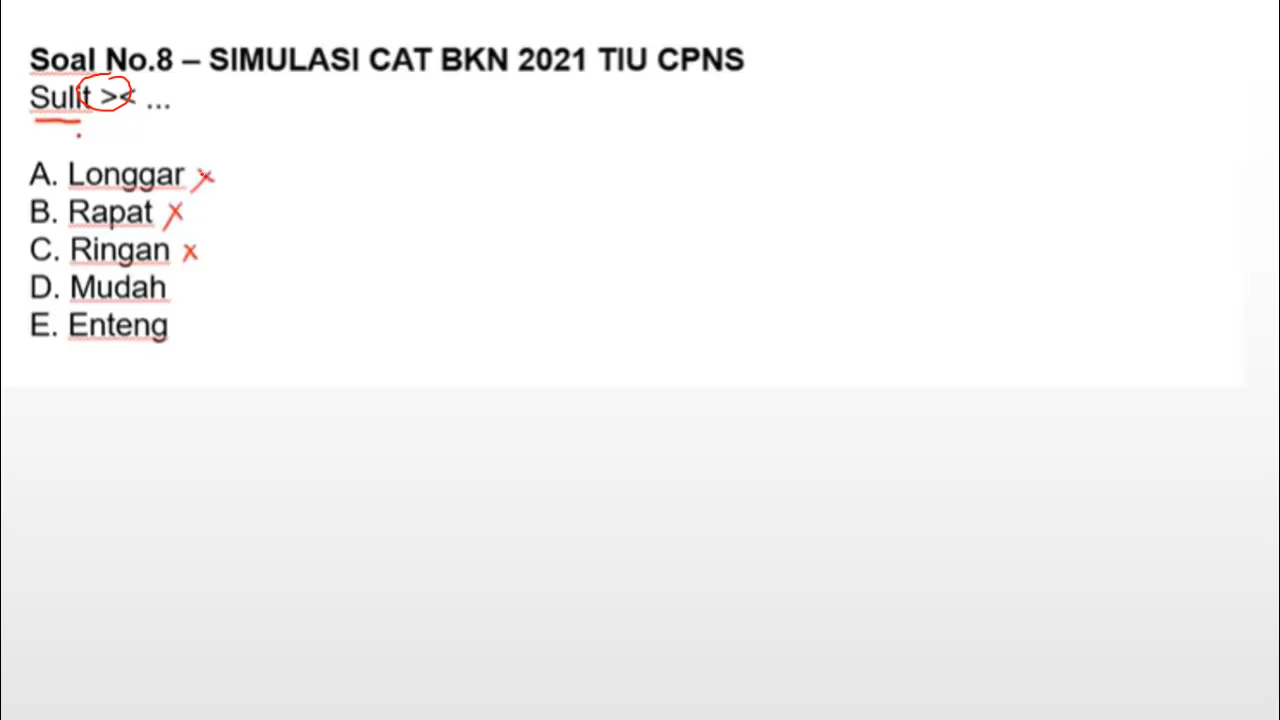 Soal No.8 – SIMULASI CAT BKN 2021 TIU CPNS
Sulit >< ...
A. Longgar x
B. Rapat x
C. Ringan x
D. Mudah
E. Enteng